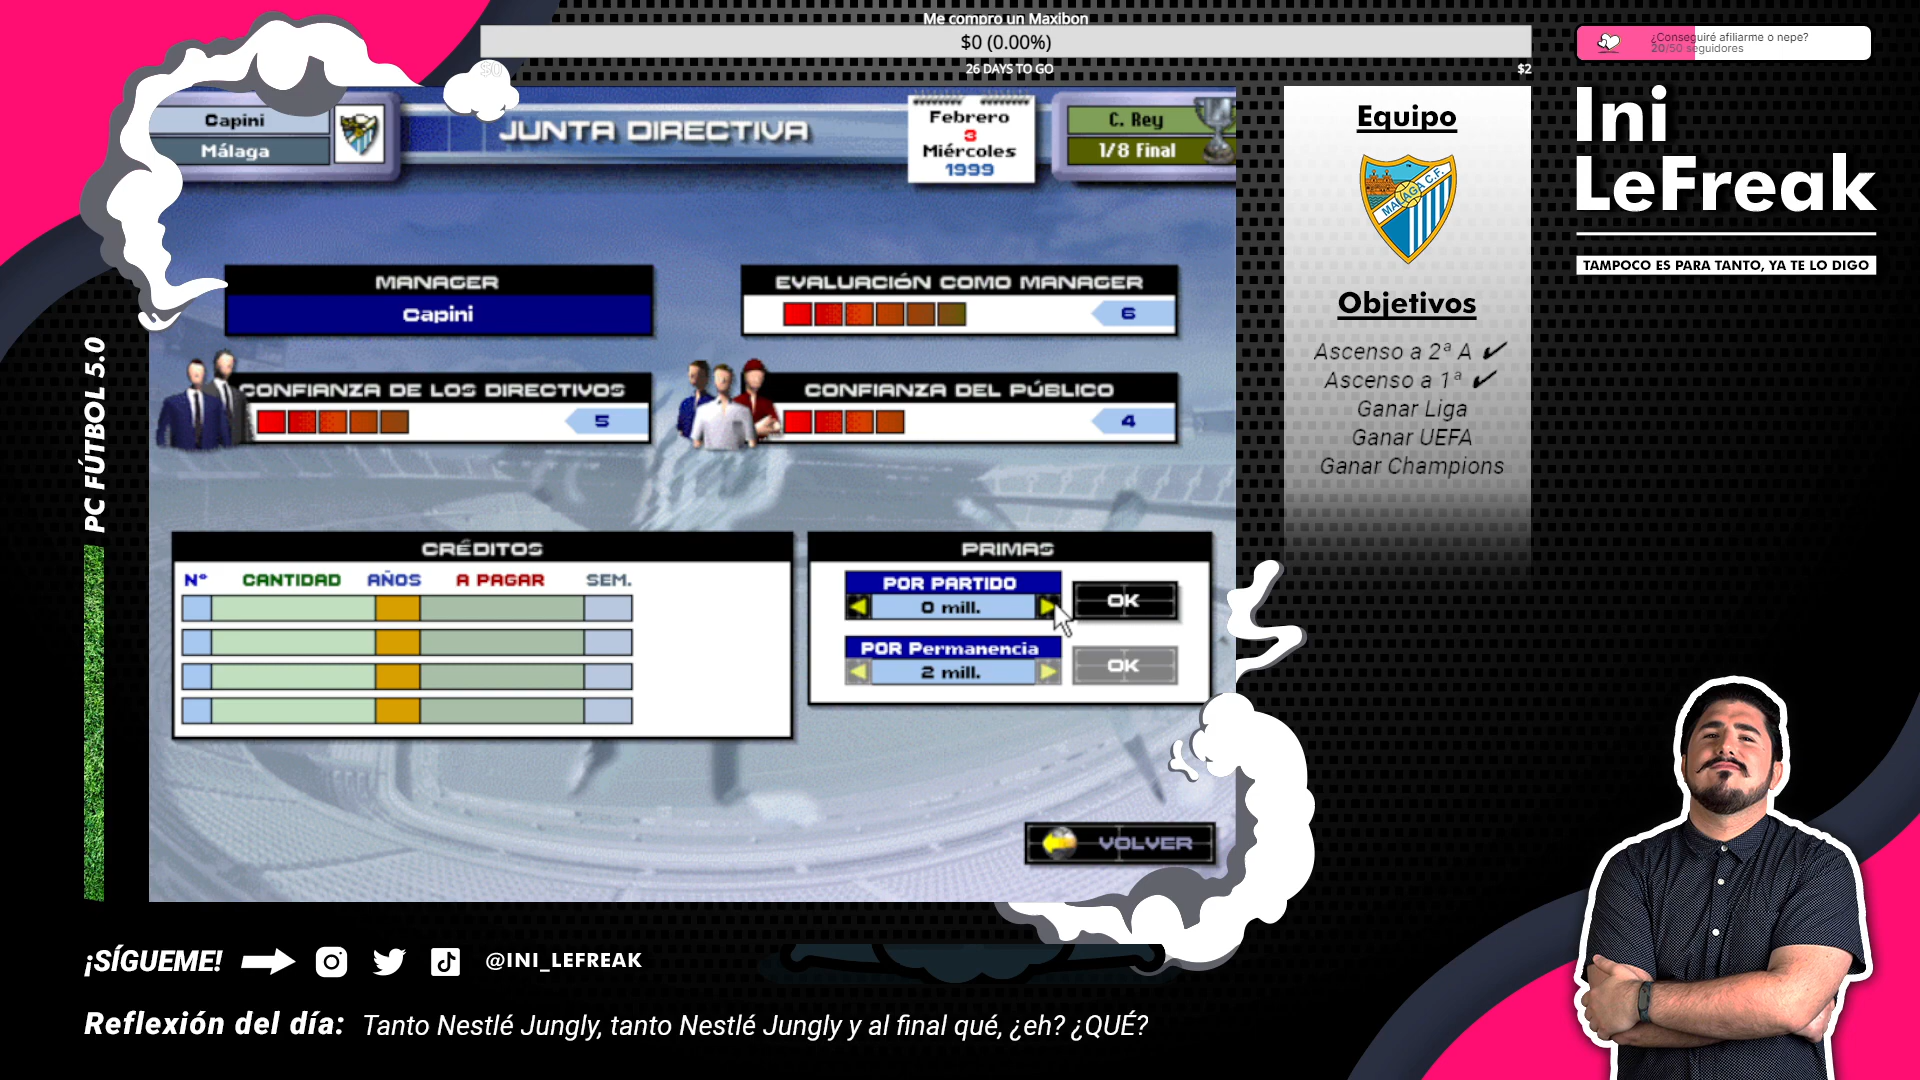 Me compro un Maxibon
$0 (0.00%)
$0
26 DAYS TO GO
$2
¿Conseguiré afiliarme o nepe?
20/50 seguidores
Ini
LeFreak
TAMPOCO ES PARA TANTO, YA TE LO DIGO
Capini
Málaga
JUNTA DIRECTIVA
Febrero
3
Miércoles
1999
C. Rey
1/8 Final
MANAGER
Capini
EVALUACIÓN COMO MANAGER
6
CONFIANZA DE LOS DIRECTIVOS
5
CONFIANZA DEL PÚBLICO
4
CRÉDITOS
Nº CANTIDAD AÑOS A PAGAR SEM.
PRIMAS
POR PARTIDO
0 mill.
OK
POR Permanencia
2 mill.
OK
VOLVER
Equipo
MALAGA C.F.
Objetivos
Ascenso a 2ª A ✔
Ascenso a 1ª ✔
Ganar Liga
Ganar UEFA
Ganar Champions
PC FÚTBOL 5.0
¡SÍGUEME! @INI_LEFREAK
Reflexión del día: Tanto Nestlé Jungly, tanto Nestlé Jungly y al final qué, ¿eh? ¿QUÉ?